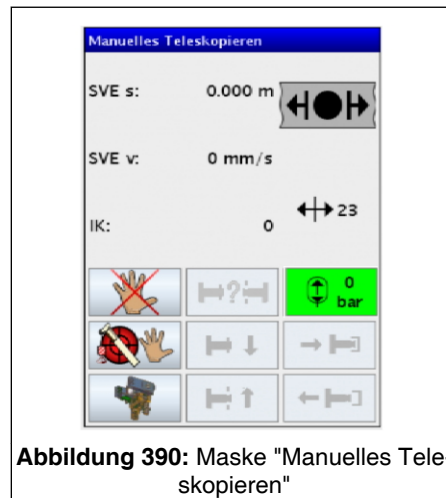 Manuelles Teleskopieren
SVE s: 0.000 m
SVE v: 0 mm/s
23
IK: 0
?
0
bar
Abbildung 390: Maske "Manuelles Tele-
skopieren"